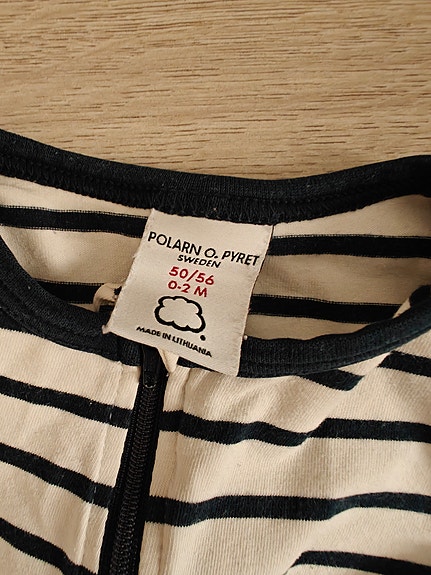 POLARN O. PYRET
SWEDEN
50/56
0-2 M
MADE IN LITHUANIA